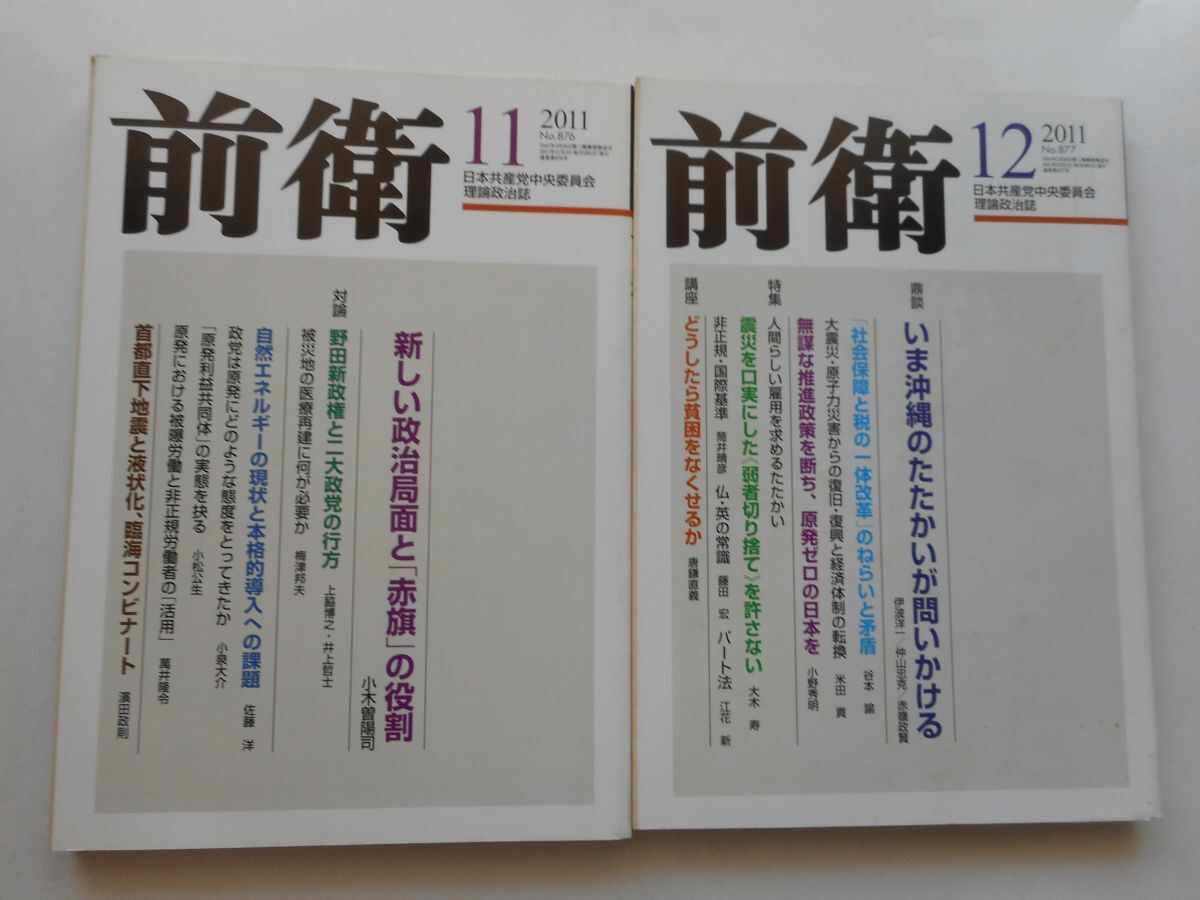 前衛
11
2011
No.876
日本共産党中央委員会
理論政治誌
新しい政治局面と「赤旗」の役割
小木曽陽司
対論
野田新政権と二大政党の行方
上脇博之・井上哲士
被災地の医療再建に何が必要か 梅津邦夫
自然エネルギーの現状と本格的導入への課題 佐藤 洋
政党は原発にどのような態度をとってきたか 小泉大介
「原発利益共同体」の実態を抉る 小松公生
原発における被曝労働と非正規労働者の「活用」 萬井隆令
首都直下地震と液状化、臨海コンビナート 濱田政則
前衛
12
2011
No.877
日本共産党中央委員会
理論政治誌
鼎談
いま沖縄のたたかいが問いかける
伊波洋一/仲山忠克/赤嶺政賢
「社会保障と税の一体改革」のねらいと矛盾 谷本 諭
大震災・原子力災害からの復旧・復興と経済体制の転換 米田 貢
無謀な推進政策を断ち、原発ゼロの日本を 小野秀明
特集
人間らしい雇用を求めるたたかい
震災を口実にした《弱者切り捨て》を許さない 大木 寿
非正規・国際基準 筒井晴彦 仏・英の常識 藤田 宏 パート法 江花 新
講座
どうしたら貧困をなくせるか 唐鎌直義